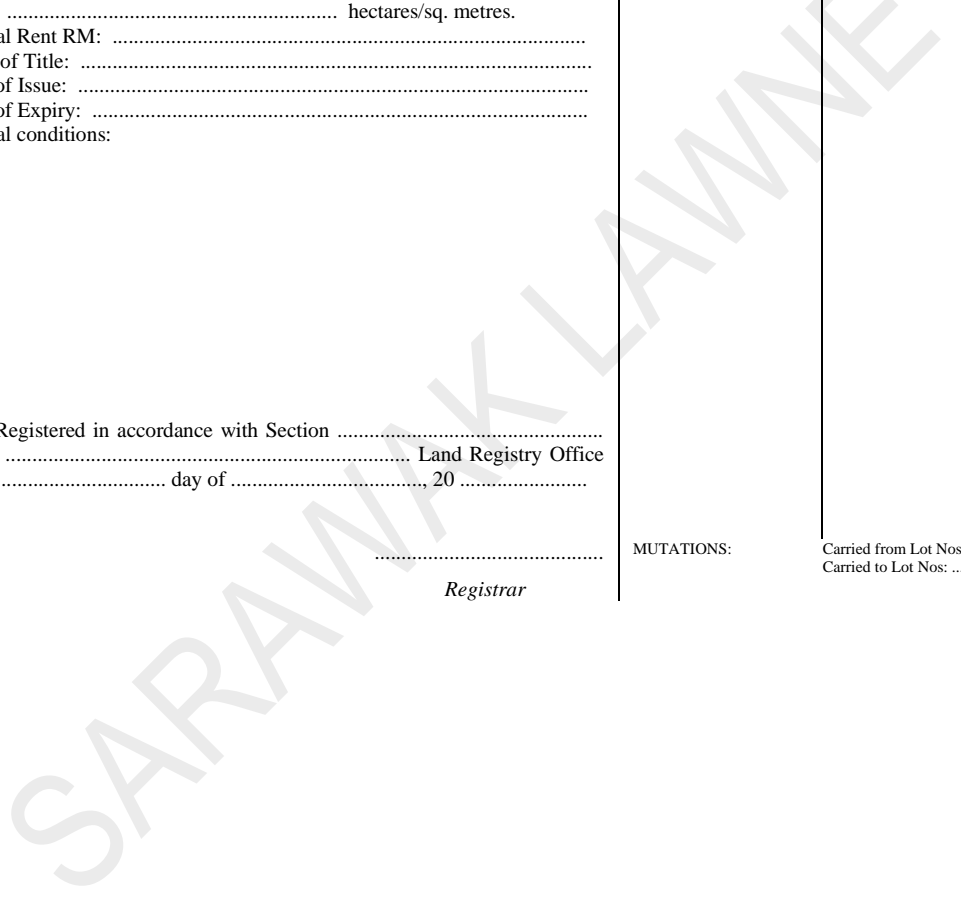 .............................................................. hectares/sq. metres.
al Rent RM: .........................................................................................
of Title: ................................................................................................
of Issue: ................................................................................................
of Expiry: .............................................................................................
al conditions:
Registered in accordance with Section ..................................................
............................................................................ Land Registry Office
............................... day of ...................................., 20 ........................
...........................................
Registrar
MUTATIONS:
Carried from Lot Nos
Carried to Lot Nos: ..
SARAWAK LAWNE